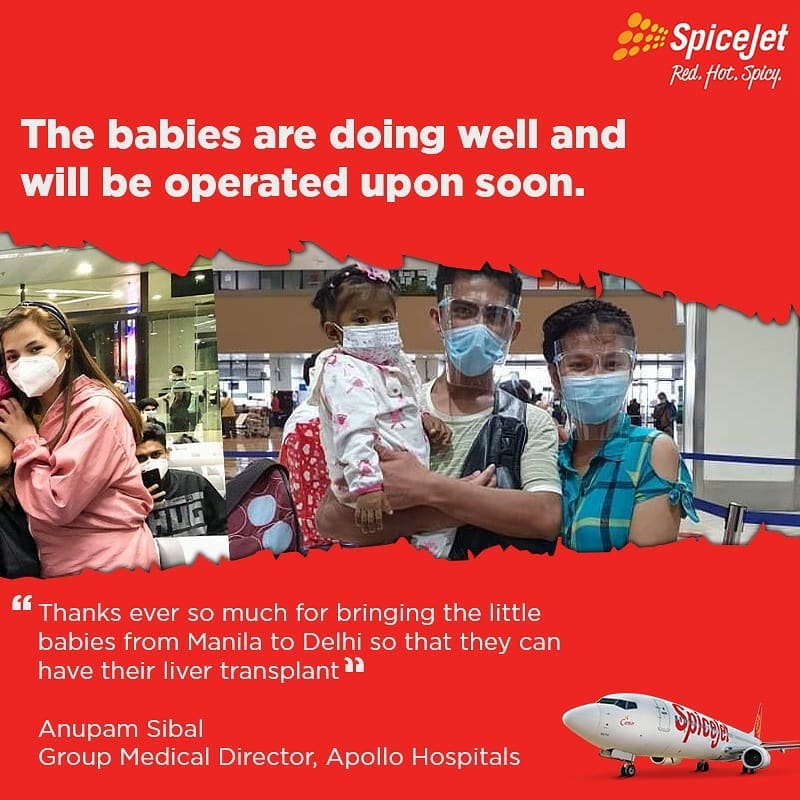 SpiceJet
Red. Hot. Spicy.
The babies are doing well and
will be operated upon soon.
HUG
“ Thanks ever so much for bringing the little
babies from Manila to Delhi so that they can
have their liver transplant ”
Anupam Sibal
Group Medical Director, Apollo Hospitals
SpiceJet